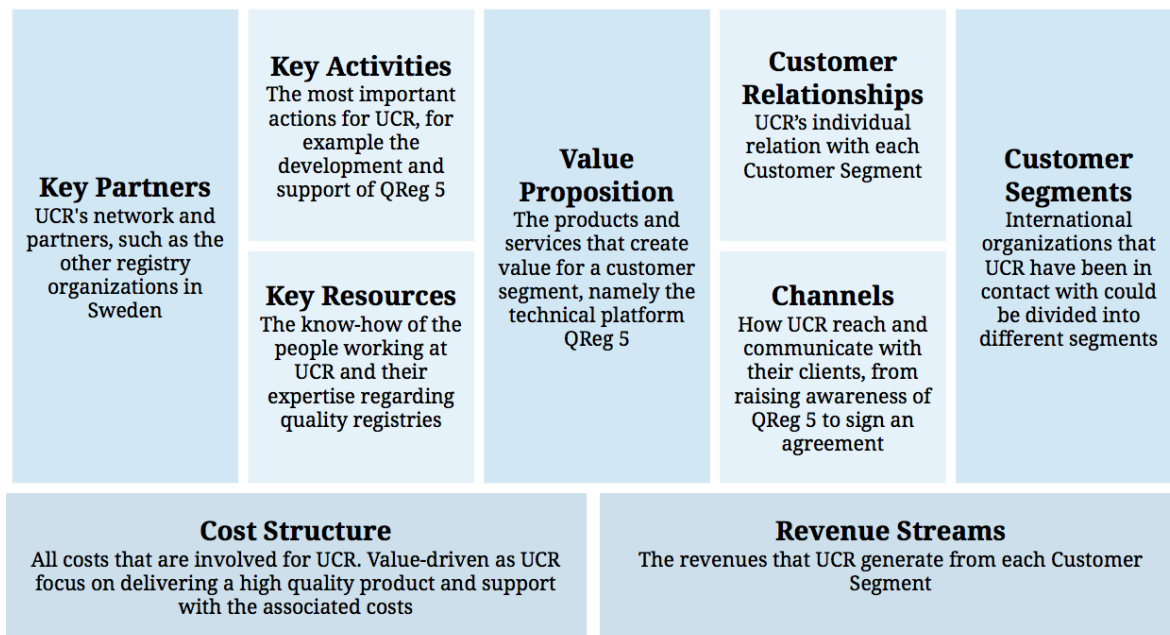 Key Partners
UCR's network and
partners, such as the
other registry
organizations in
Sweden
Key Activities
The most important
actions for UCR, for
example the
development and
support of QReg 5
Key Resources
The know-how of the
people working at
UCR and their
expertise regarding
quality registries
Value
Proposition
The products and
services that create
value for a customer
segment, namely the
technical platform
QReg 5
Customer
Relationships
UCR’s individual
relation with each
Customer Segment
Channels
How UCR reach and
communicate with
their clients, from
raising awareness of
QReg 5 to sign an
agreement
Customer
Segments
International
organizations that
UCR have been in
contact with could
be divided into
different segments
Cost Structure
All costs that are involved for UCR. Value-driven as UCR
focus on delivering a high quality product and support
with the associated costs
Revenue Streams
The revenues that UCR generate from each Customer
Segment